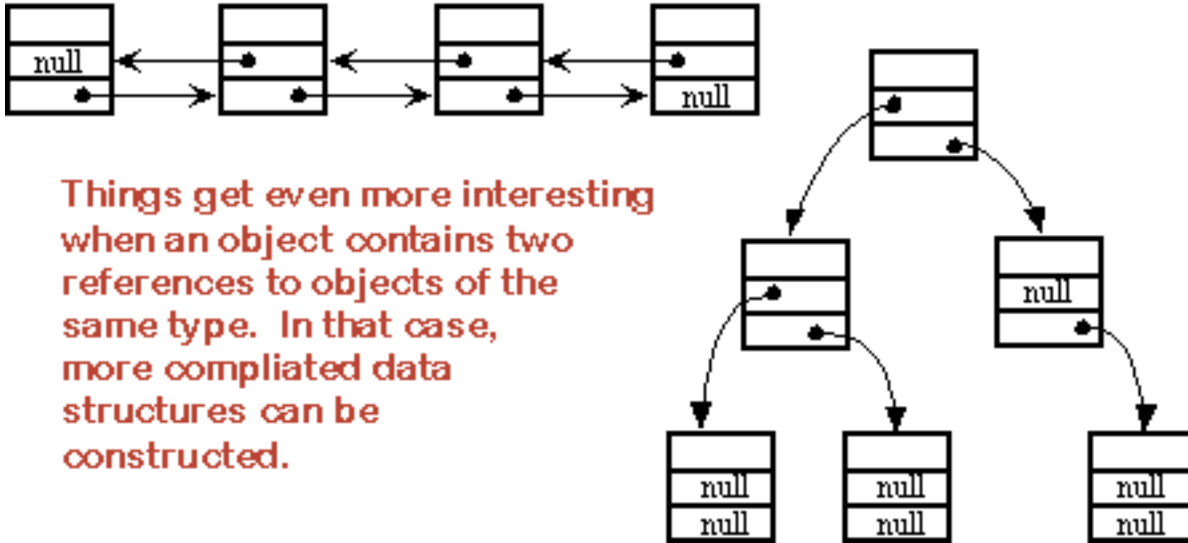 null
null
Things get even more interesting
when an object contains two
references to objects of the
same type. In that case,
more compliated data
structures can be
constructed.
null
null
null
null
null
null
null